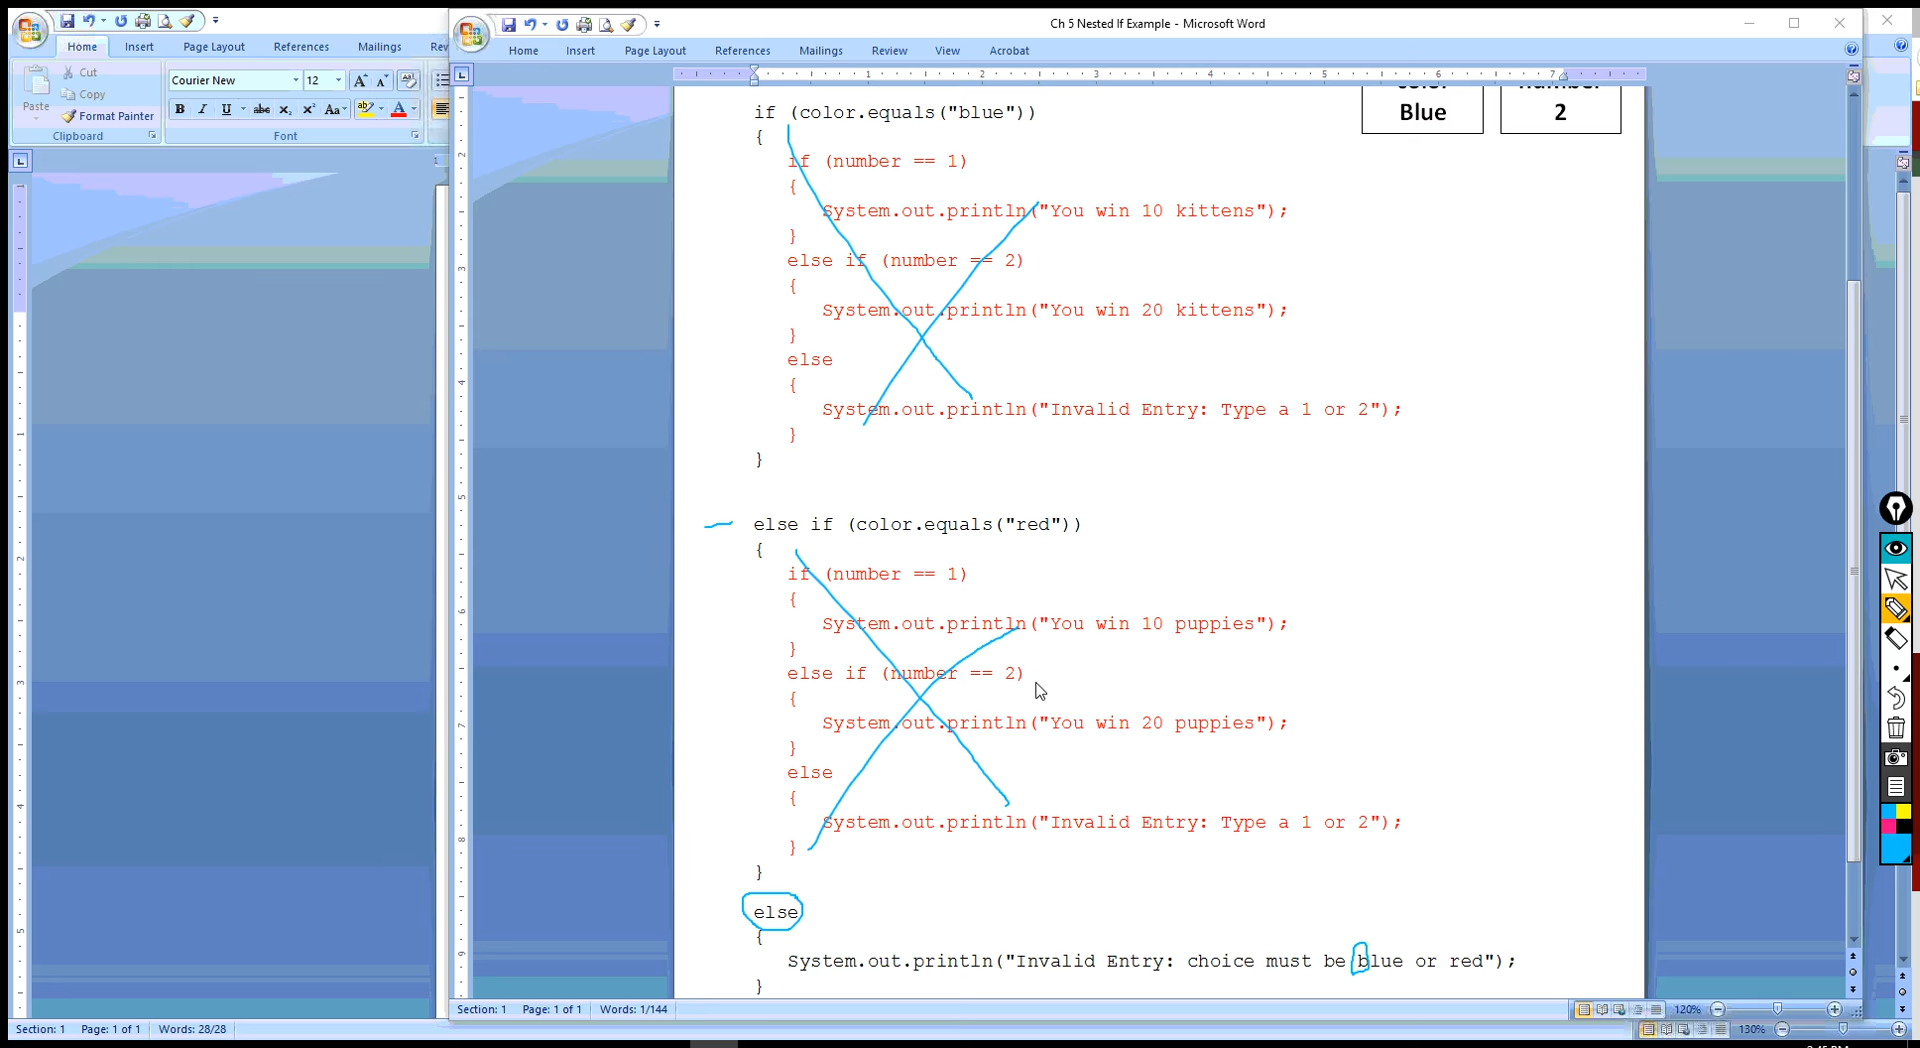 Ch 5 Nested If Example - Microsoft Word
Home Insert Page Layout References Mailings
Home Insert Page Layout References Mailings Review View Acrobat
Cut
Copy
Paste
Format Painter
Clipboard
Courier New 12
Font
Blue 2
if (color.equals("blue"))
{
if (number == 1)
{
System.out.println("You win 10 kittens");
}
else if (number == 2)
{
System.out.println("You win 20 kittens");
}
else
{
System.out.println("Invalid Entry: Type a 1 or 2");
}
}
else if (color.equals("red"))
{
if (number == 1)
{
System.out.println("You win 10 puppies");
}
else if (number == 2)
{
System.out.println("You win 20 puppies");
}
else
{
System.out.println("Invalid Entry: Type a 1 or 2");
}
}
else
{
System.out.println("Invalid Entry: choice must be blue or red");
}
Section: 1 Page: 1 of 1 Words: 1/144 120%
Section: 1 Page: 1 of 1 Words: 28/28 130%